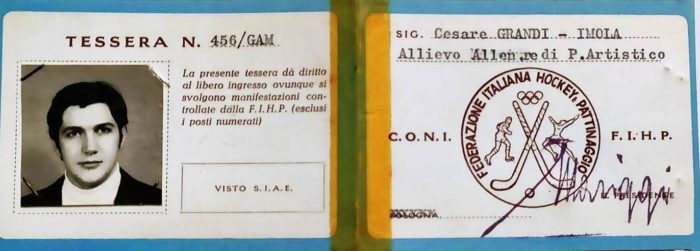 TESSERA N. 456/GAM
La presente tessera dà diritto
al libero ingresso ovunque si
svolgono manifestazioni con-
trollate dalla F.I.H.P. (esclusi
i posti numerati)
VISTO S.I.A.E.
SIG. Cesare GRANDI - IMOLA
Allievo Allenre di P.Artistico
FEDERAZIONE ITALIANA HOCKEY E PATTINAGGIO
C.O.N.I. F.I.H.P.
IL PRESIDENTE
BOLOGNA